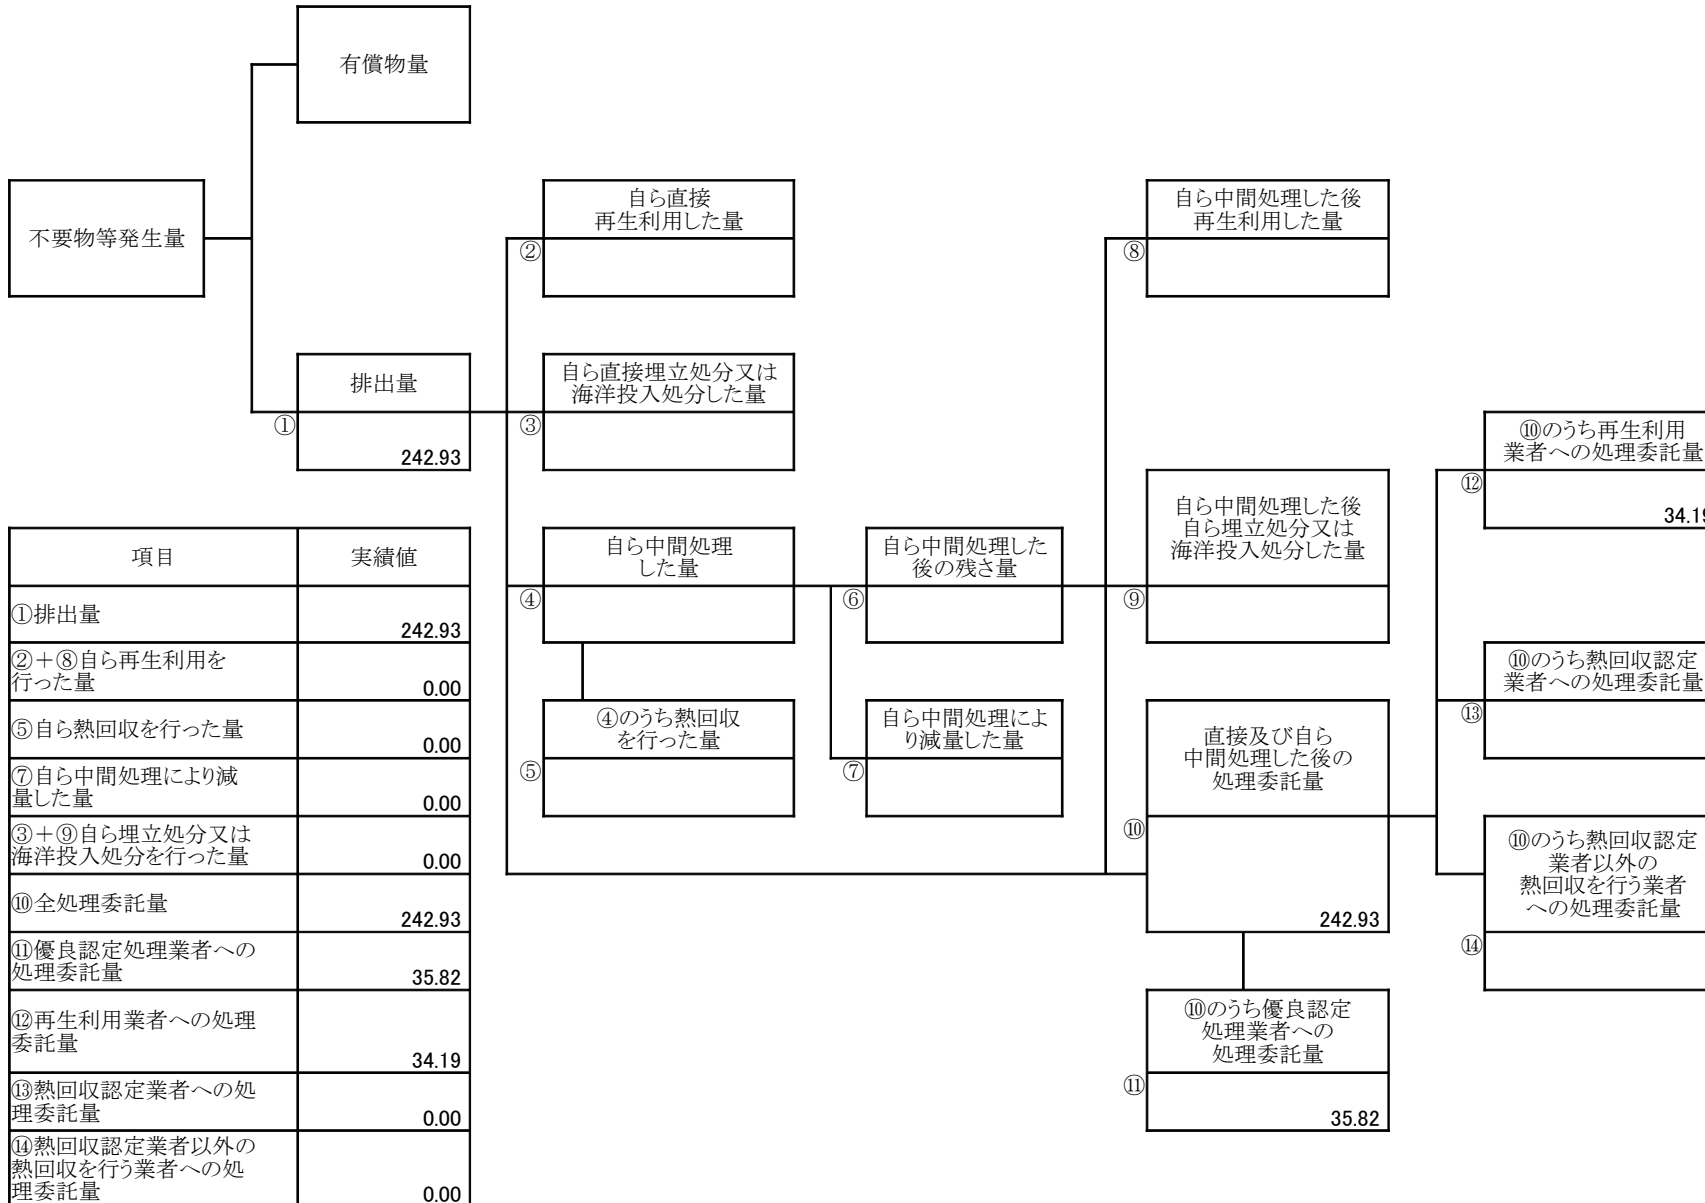 有償物量
不要物等発生量
自ら直接
再生利用した量
②
自ら中間処理した後
再生利用した量
⑧
排出量
①
242.93
自ら直接埋立処分又は
海洋投入処分した量
③
⑩のうち再生利用
業者への処理委託量
⑫
34.19
自ら中間処理
した量
④
自ら中間処理した
後の残さ量
⑥
自ら中間処理した後
自ら埋立処分又は
海洋投入処分した量
⑨
④のうち熱回収
を行った量
⑤
自ら中間処理によ
り減量した量
⑦
直接及び自ら
中間処理した後の
処理委託量
⑩
242.93
⑩のうち熱回収認定
業者への処理委託量
⑬
⑩のうち熱回収認定
業者以外の
熱回収を行う業者
への処理委託量
⑭
⑩のうち優良認定
処理業者への
処理委託量
⑪
35.82
項目 実績値
①排出量
242.93
②+⑧自ら再生利用を
行った量
0.00
⑤自ら熱回収を行った量
0.00
⑦自ら中間処理により減
量した量
0.00
③+⑨自ら埋立処分又は
海洋投入処分を行った量
0.00
⑩全処理委託量
242.93
⑪優良認定処理業者への
処理委託量
35.82
⑫再生利用業者への処理
委託量
34.19
⑬熱回収認定業者への処
理委託量
0.00
⑭熱回収認定業者以外の
熱回収を行う業者への処
理委託量
0.00